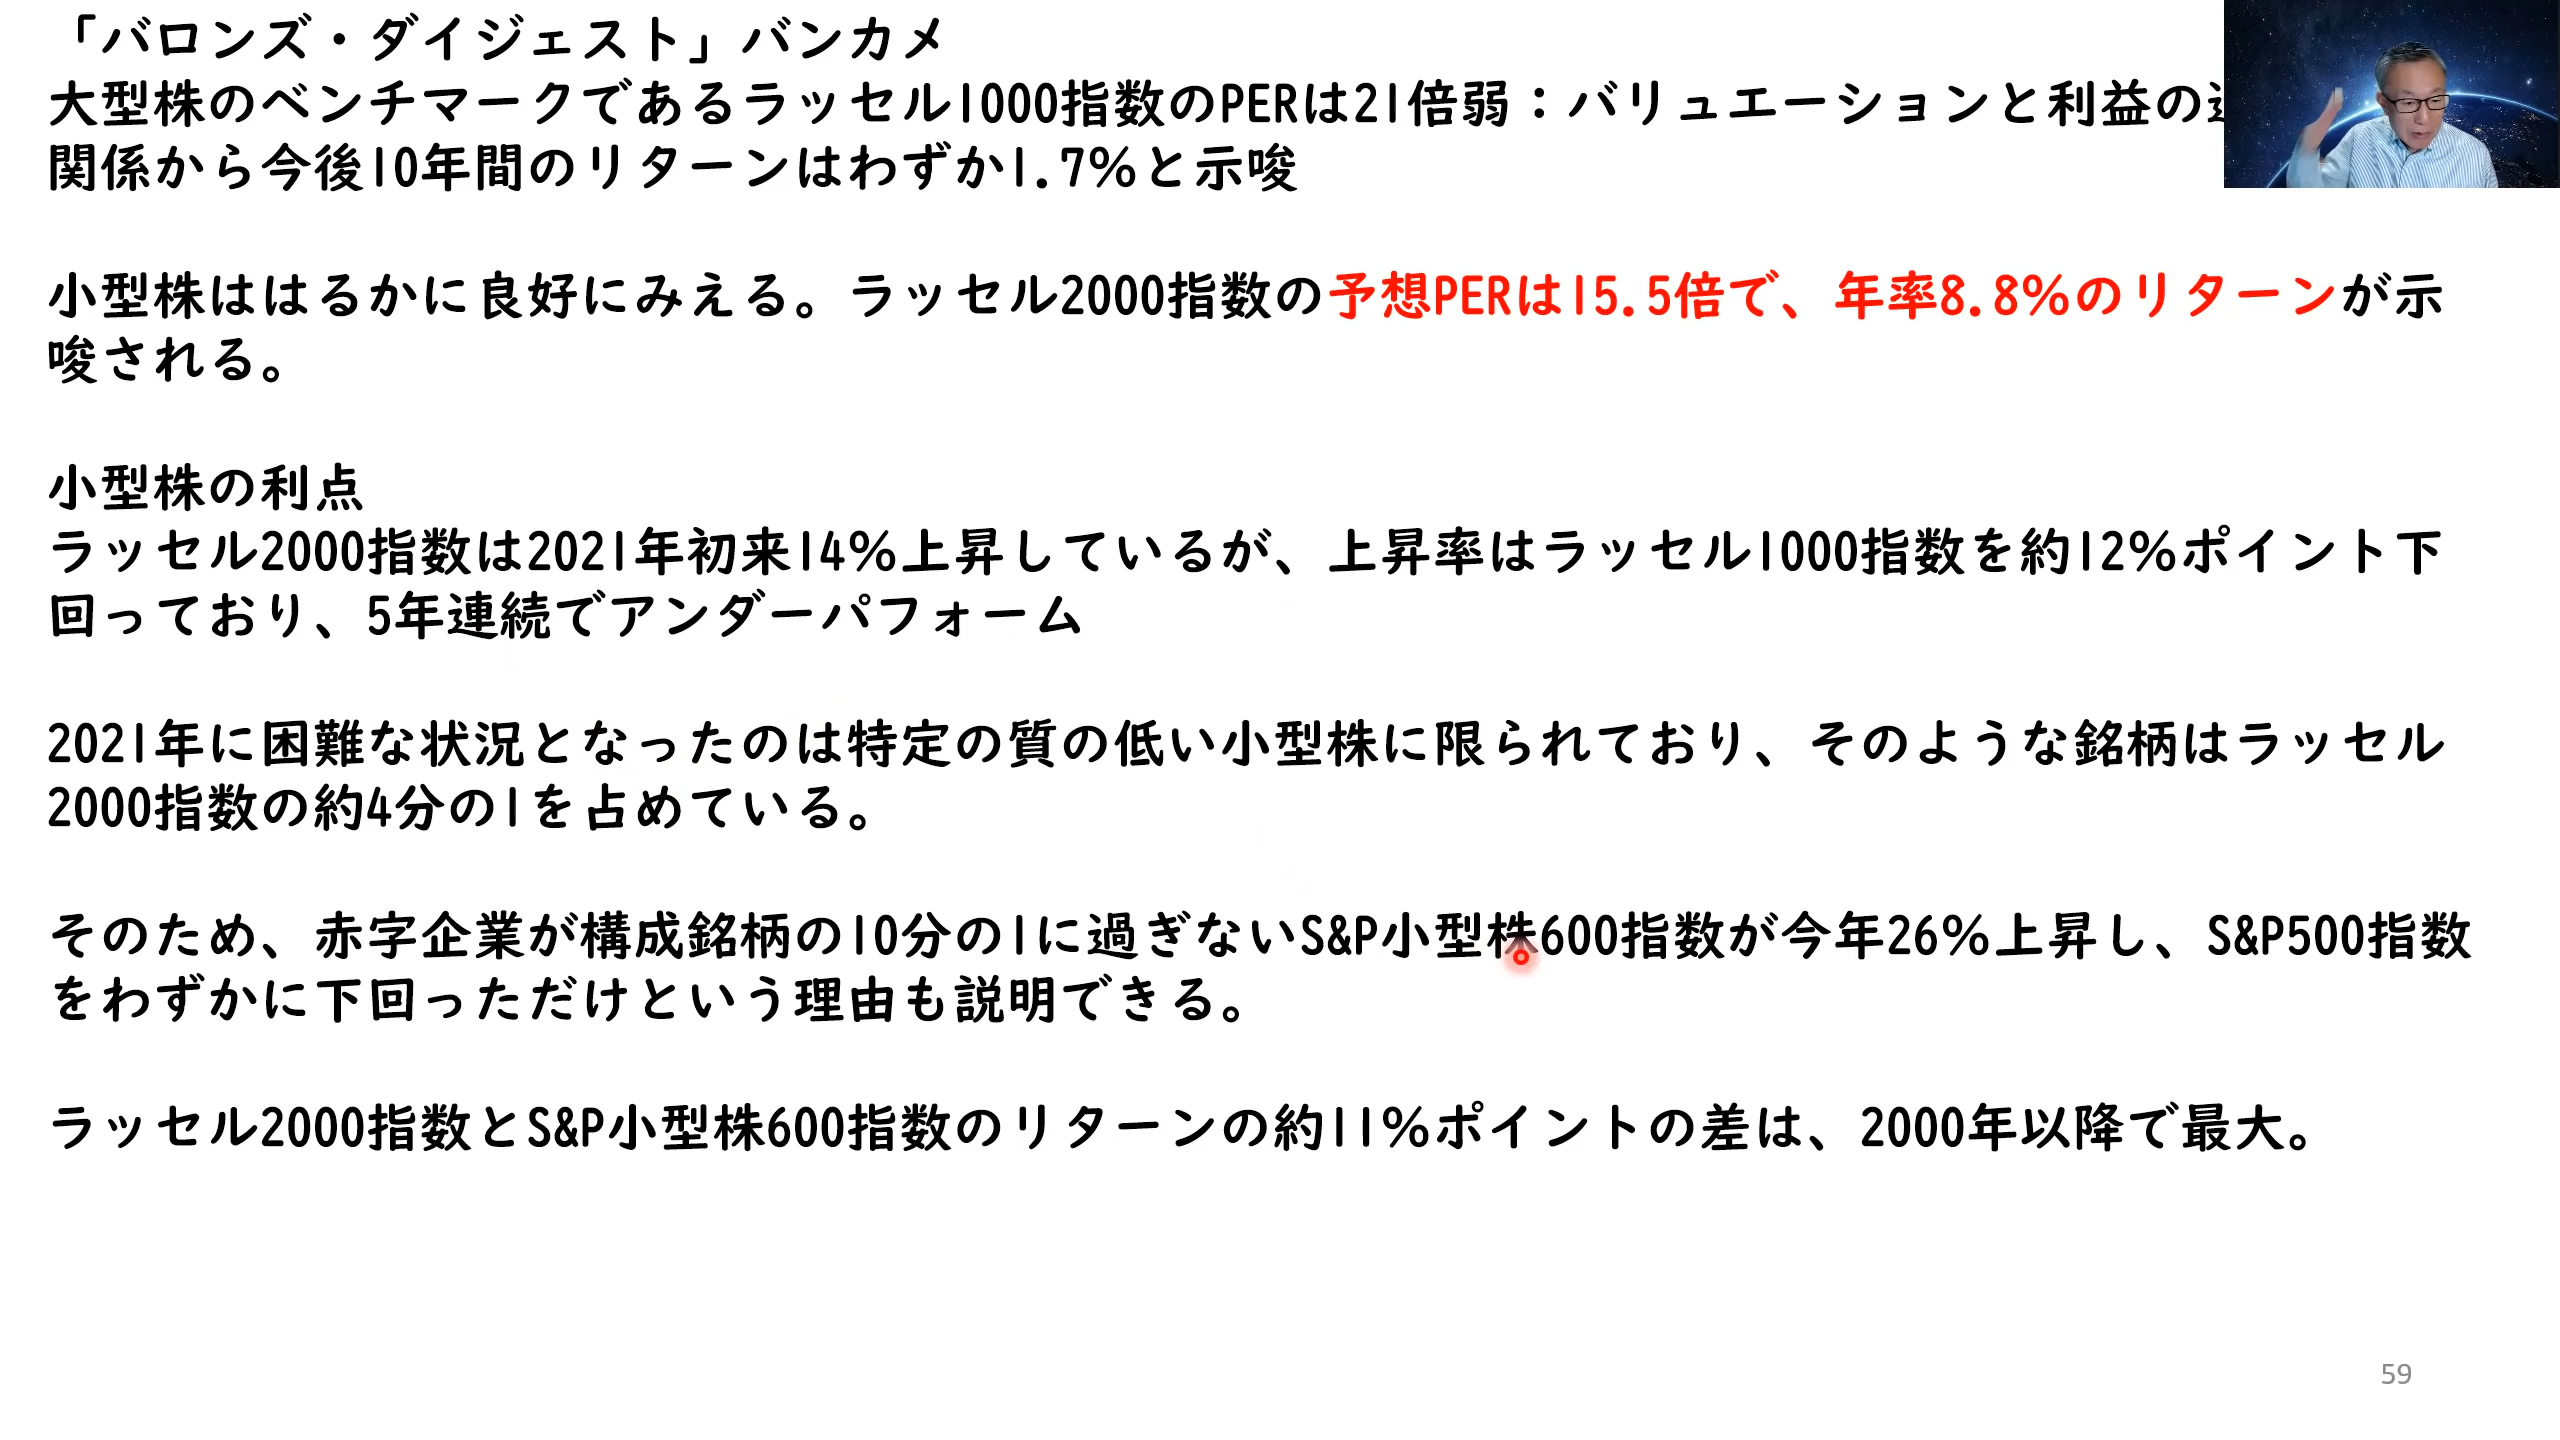 「バロンズ・ダイジェスト」バンカメ
大型株のベンチマークであるラッセル1000指数のPERは21倍弱：バリュエーションと利益の
関係から今後10年間のリターンはわずか1.7%と示唆
小型株ははるかに良好にみえる。ラッセル2000指数の予想PERは15.5倍で、年率8.8%のリターンが示
唆される。
小型株の利点
ラッセル2000指数は2021年初来14%上昇しているが、上昇率はラッセル1000指数を約12%ポイント下
回っており、5年連続でアンダーパフォーム
2021年に困難な状況となったのは特定の質の低い小型株に限られており、そのような銘柄はラッセル
2000指数の約4分の1を占めている。
そのため、赤字企業が構成銘柄の10分の1に過ぎないS&P小型株600指数が今年26%上昇し、S&P500指数
をわずかに下回っただけという理由も説明できる。
ラッセル2000指数とS&P小型株600指数のリターンの約11%ポイントの差は、2000年以降で最大。
59